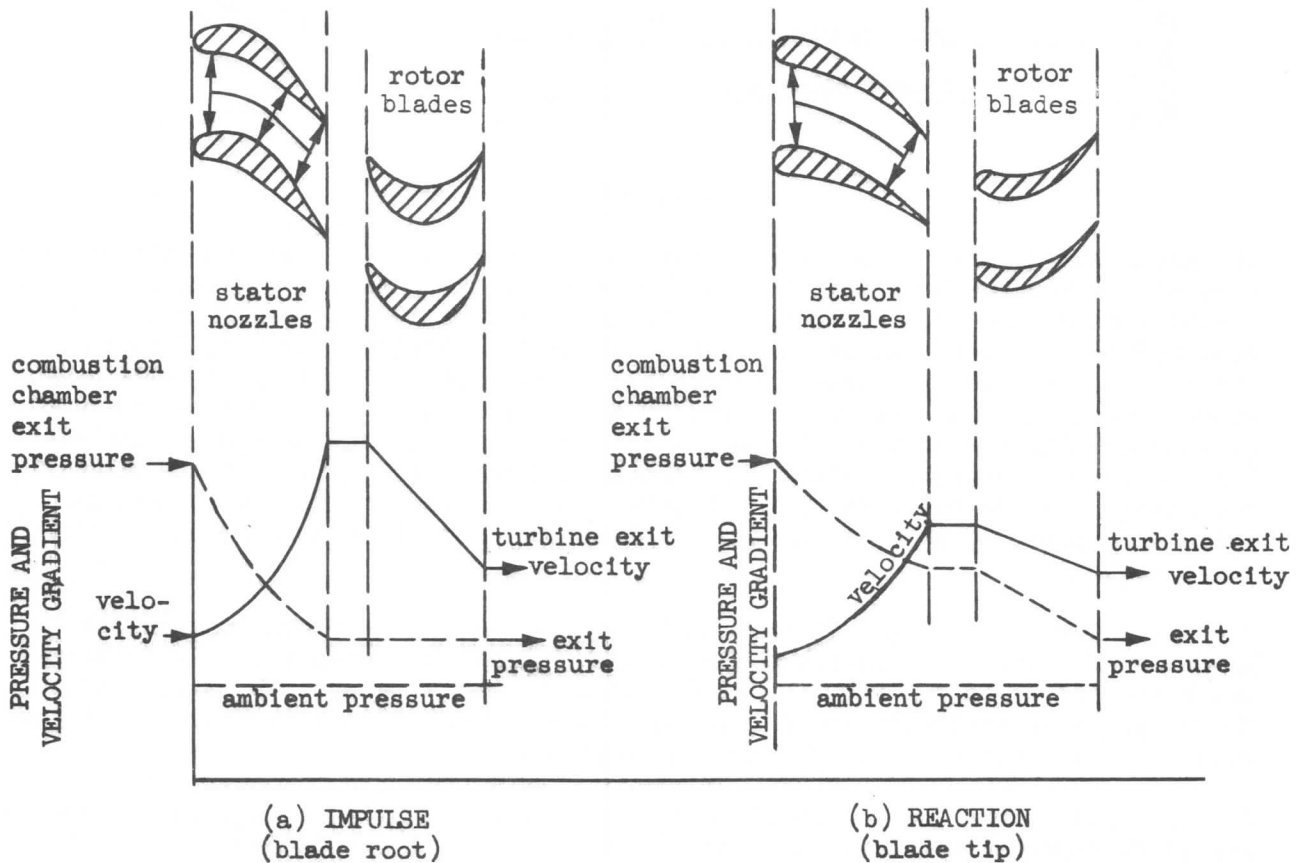 rotor
blades
stator
nozzles
combustion
chamber
exit
pressure
PRESSURE AND
VELOCITY GRADIENT
velo-
city
turbine exit
velocity
exit
pressure
ambient pressure
(a) IMPULSE
(blade root)
rotor
blades
stator
nozzles
combustion
chamber
exit
pressure
PRESSURE AND
VELOCITY GRADIENT
velocity
turbine exit
velocity
exit
pressure
ambient pressure
(b) REACTION
(blade tip)